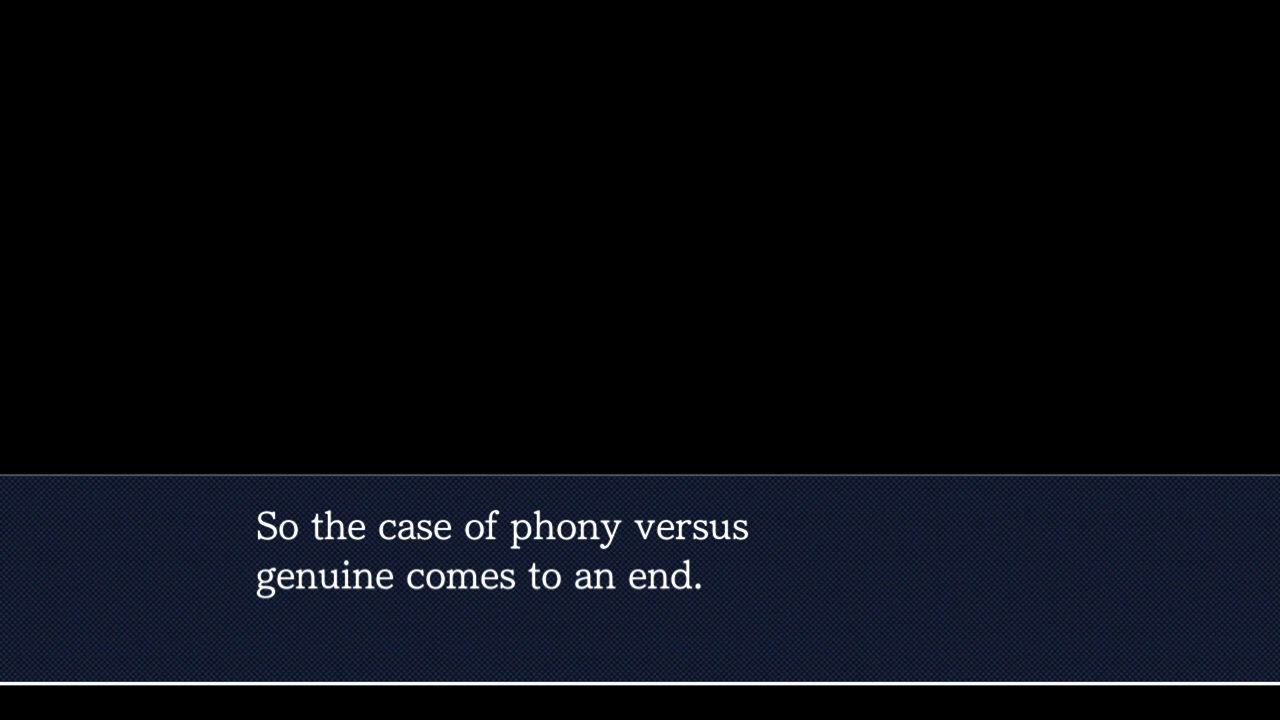 So the case of phony versus
genuine comes to an end.